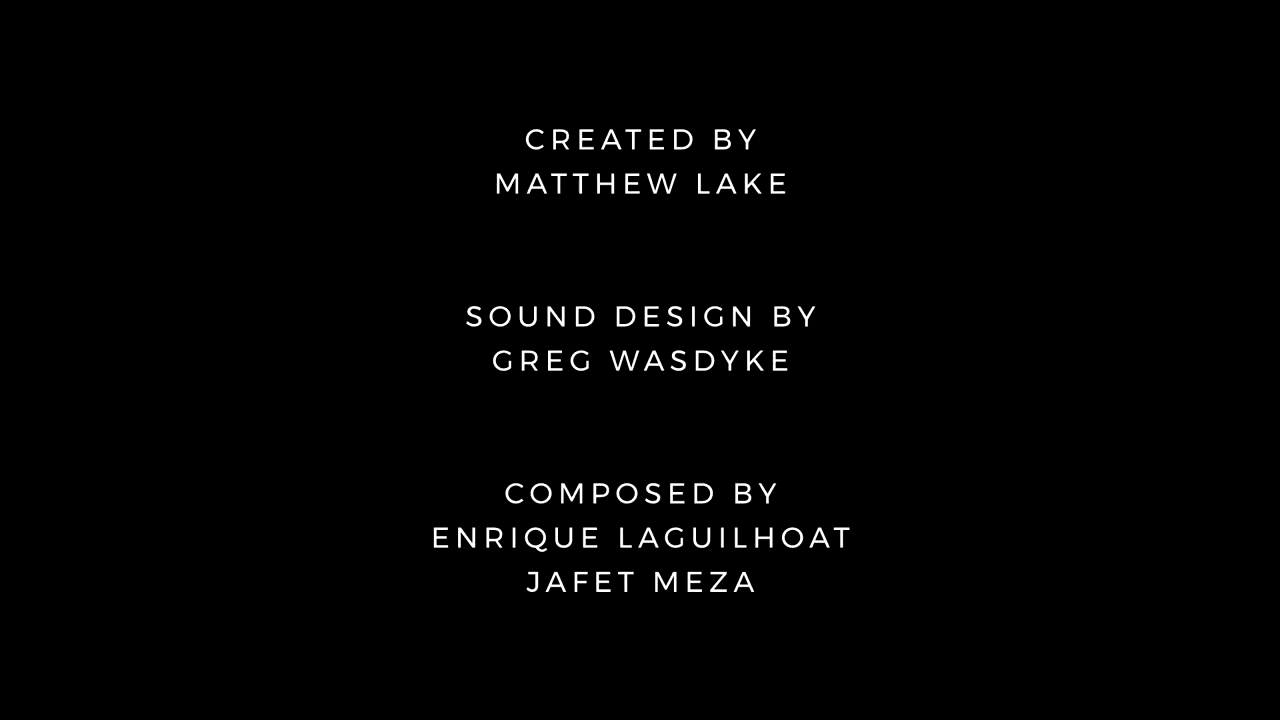 CREATED BY
MATTHEW LAKE
SOUND DESIGN BY
GREG WASDYKE
COMPOSED BY
ENRIQUE LAGUILHOAT
JAFET MEZA